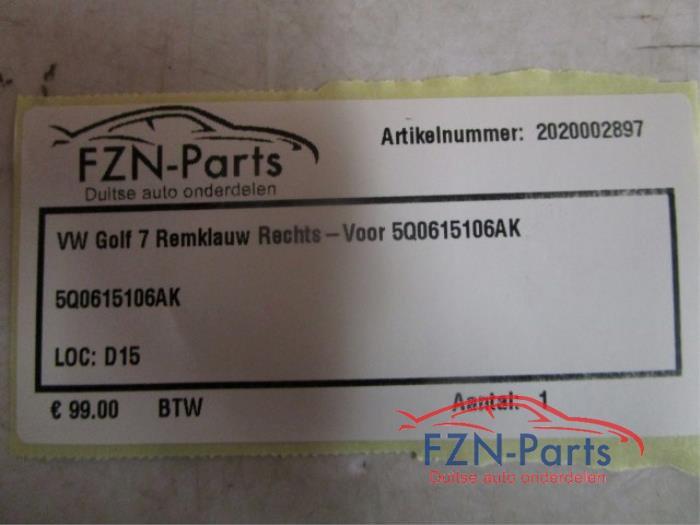 FZN-Parts
Duitse auto onderdelen
Artikelnummer: 2020002897
VW Golf 7 Remklauw Rechts – Voor 5Q0615106AK
5Q0615106AK
LOC: D15
€ 99.00 BTW Aantal: 1
FZN-Parts
Duitse auto onderdelen